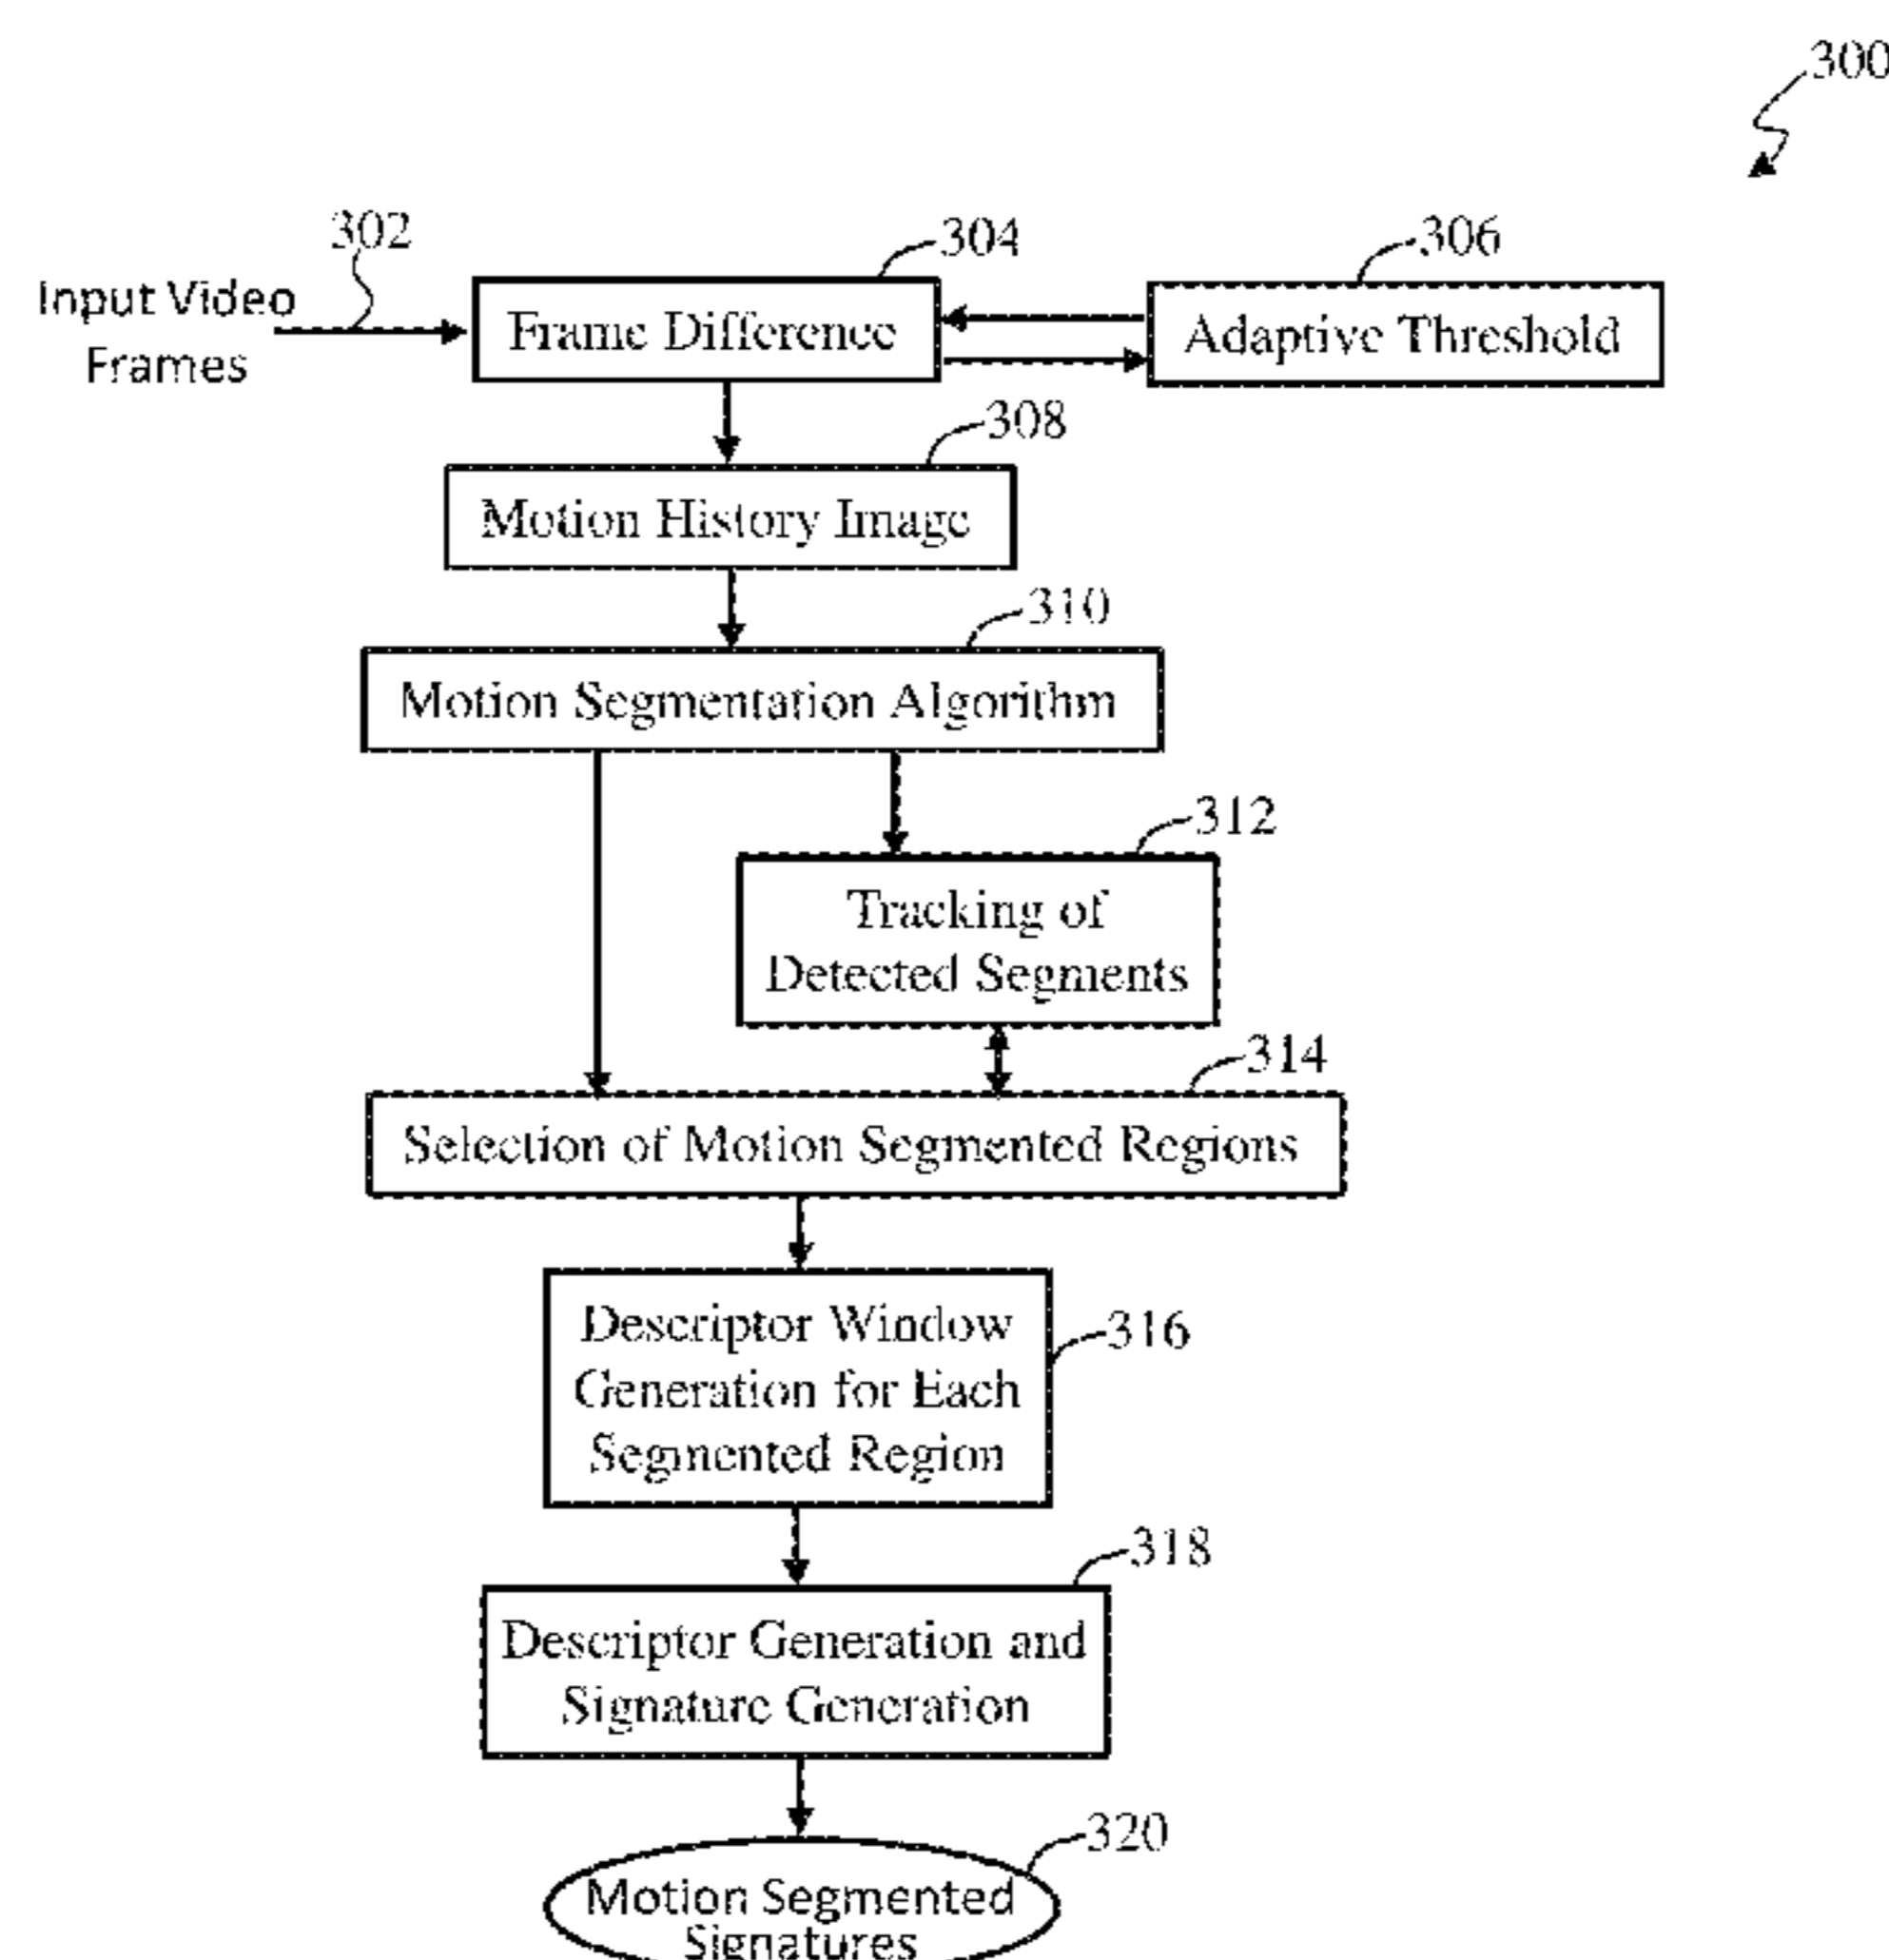 300
302
304
306
Input Video
Frames
Frame Difference
Adaptive Threshold
308
Motion History Image
310
Motion Segmentation Algorithm
312
Tracking of
Detected Segments
314
Selection of Motion Segmented Regions
316
Descriptor Window
Generation for Each
Segmented Region
318
Descriptor Generation and
Signature Generation
320
Motion Segmented
Signatures